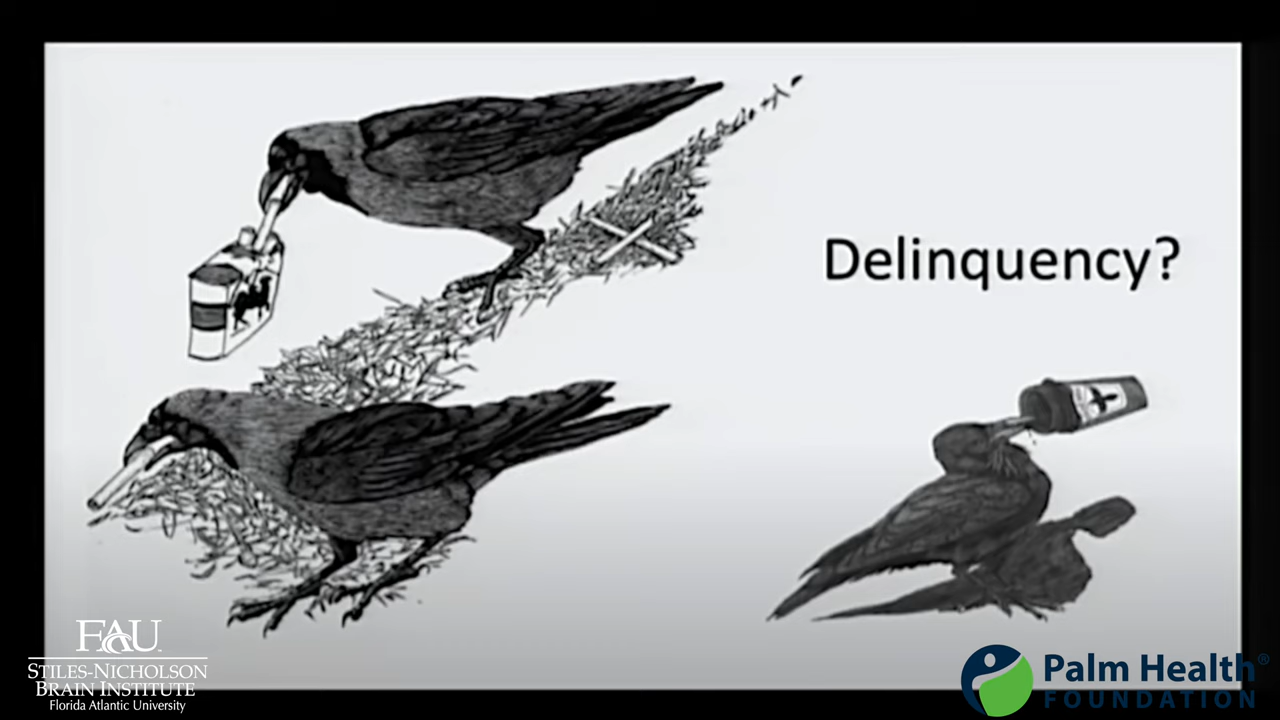 Delinquency?
FAU
STILES-NICHOLSON
BRAIN INSTITUTE
Florida Atlantic University
Palm Health®
FOUNDATION